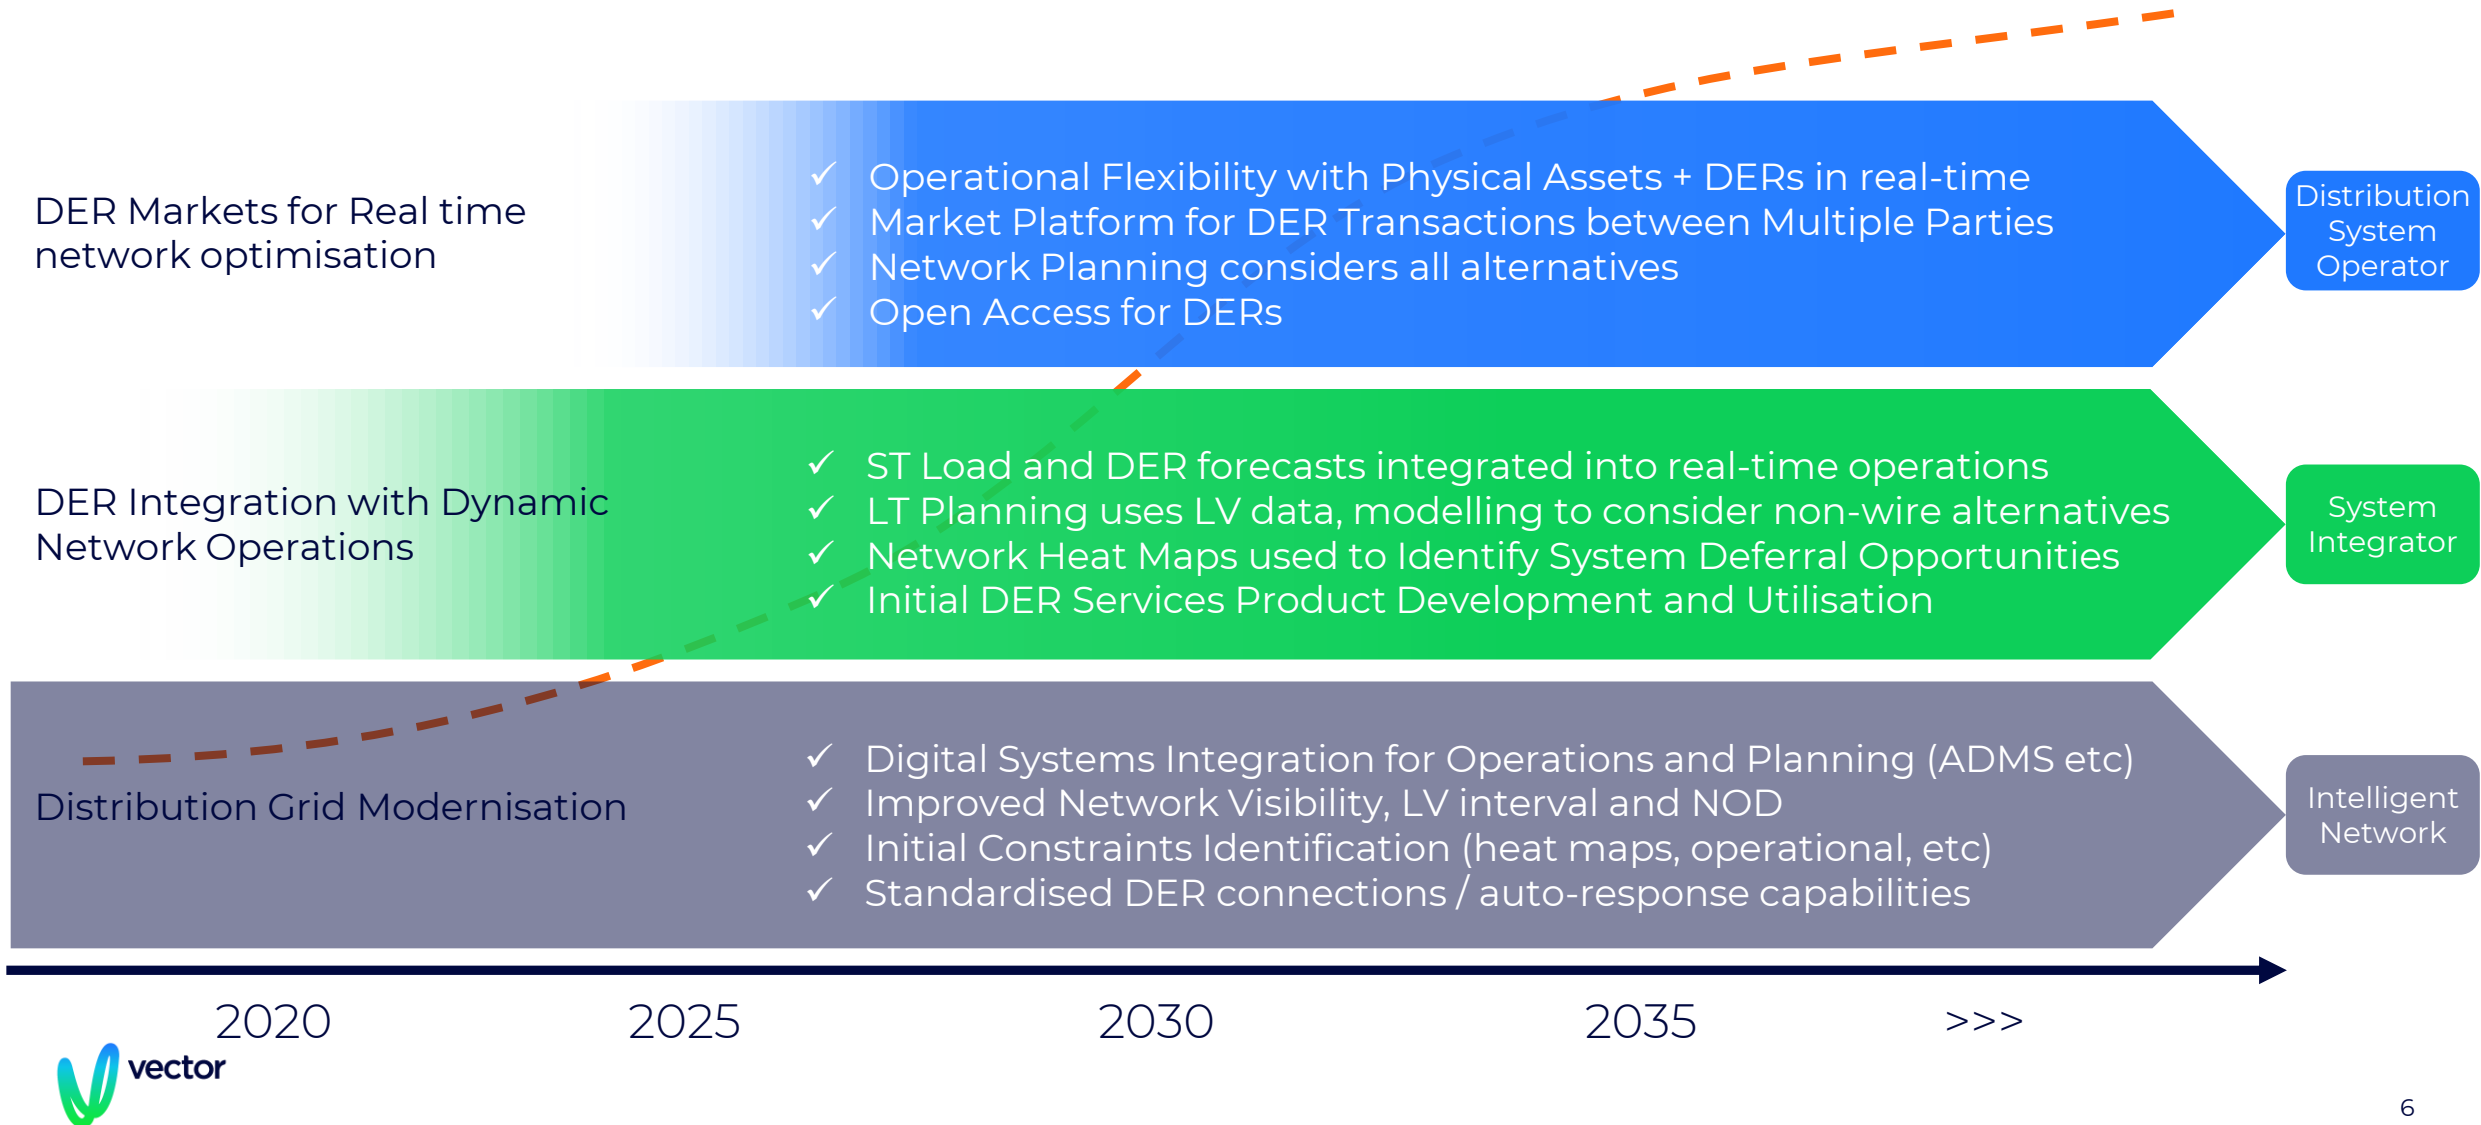 DER Markets for Real time
network optimisation
✓ Operational Flexibility with Physical Assets + DERs in real-time
✓ Market Platform for DER Transactions between Multiple Parties
✓ Network Planning considers all alternatives
✓ Open Access for DERs
Distribution
System
Operator
DER Integration with Dynamic
Network Operations
✓ ST Load and DER forecasts integrated into real-time operations
✓ LT Planning uses LV data, modelling to consider non-wire alternatives
✓ Network Heat Maps used to Identify System Deferral Opportunities
✓ Initial DER Services Product Development and Utilisation
System
Integrator
Distribution Grid Modernisation
✓ Digital Systems Integration for Operations and Planning (ADMS etc)
✓ Improved Network Visibility, LV interval and NOD
✓ Initial Constraints Identification (heat maps, operational, etc)
✓ Standardised DER connections / auto-response capabilities
Intelligent
Network
2020 2025 2030 2035 >>>
vector
6